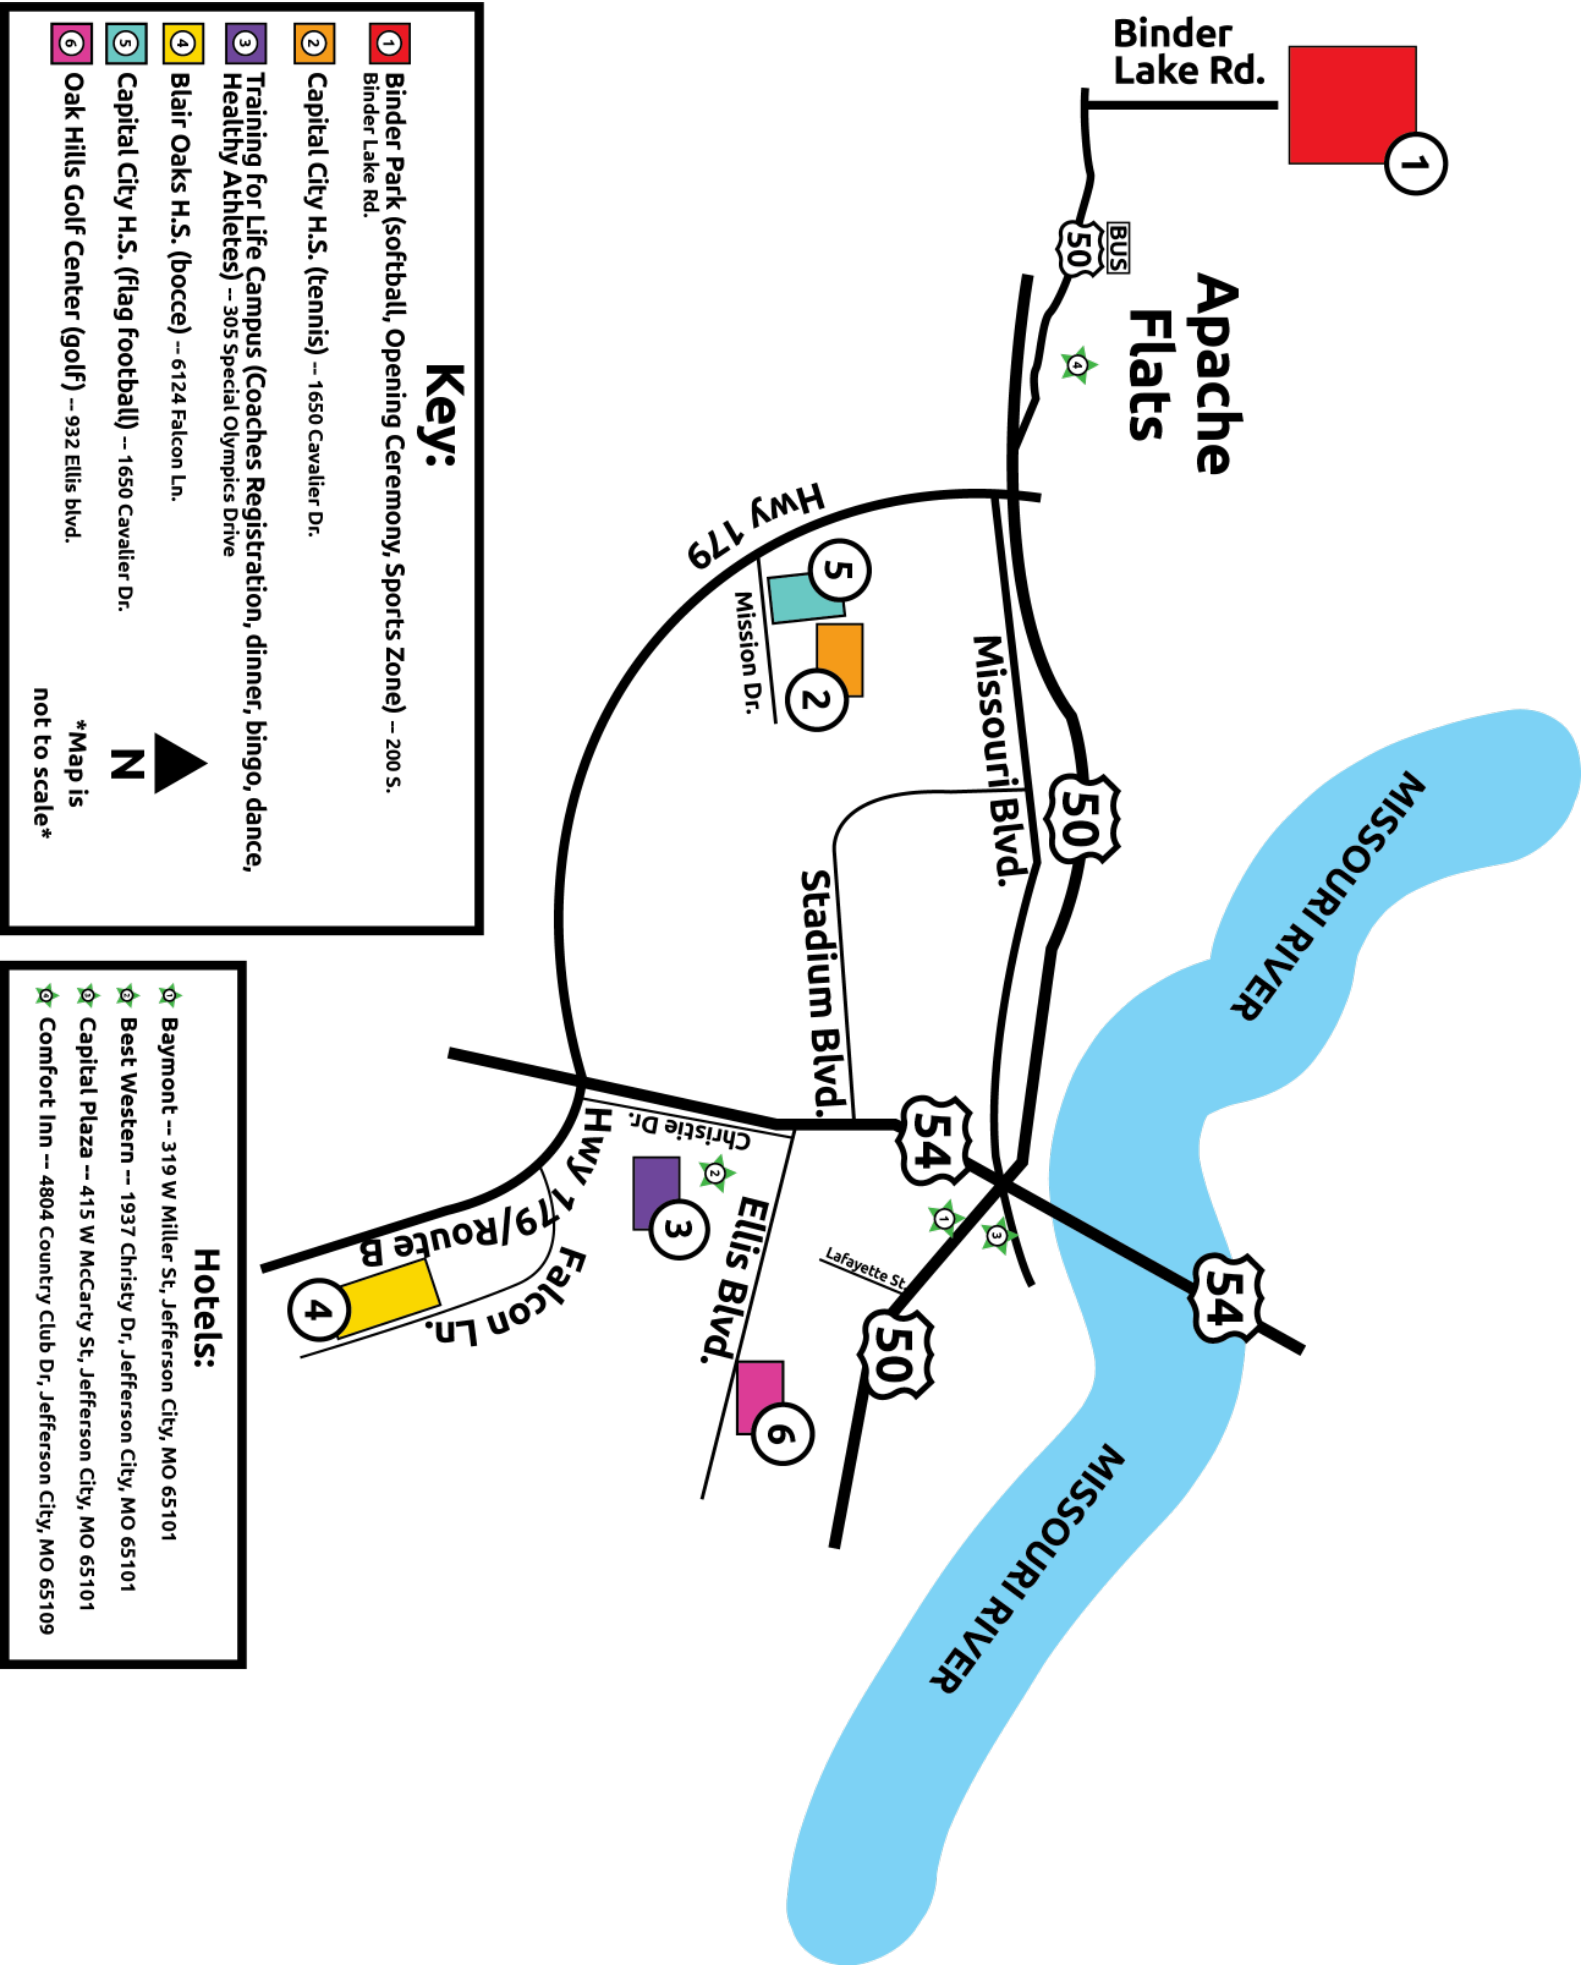 Binder
Lake Rd.
1
BUS
50
Apache
Flats
4
Hwy 179
5
2
Mission Dr.
Missouri Blvd.
50
Stadium Blvd.
MISSOURI RIVER
54
54
Christie Dr.
2
3
1
3
Lafayette St
50
Ellis Blvd.
6
Hwy 179/Route B
Falcon Ln.
4
MISSOURI RIVER
Key:
1 Binder Park (softball, Opening Ceremony, Sports Zone) -- 200 S.
Binder Lake Rd.
2 Capital City H.S. (tennis) -- 1650 Cavalier Dr.
3 Training for Life Campus (Coaches Registration, dinner, bingo, dance,
Healthy Athletes) -- 305 Special Olympics Drive
4 Blair Oaks H.S. (bocce) -- 6124 Falcon Ln.
5 Capital City H.S. (flag football) -- 1650 Cavalier Dr.
6 Oak Hills Golf Center (golf) -- 932 Ellis blvd.
N
*Map is
not to scale*
Hotels:
1 Baymont -- 319 W Miller St, Jefferson City, MO 65101
2 Best Western -- 1937 Christy Dr, Jefferson City, MO 65101
3 Capital Plaza -- 415 W McCarty St, Jefferson City, MO 65101
4 Comfort Inn -- 4804 Country Club Dr, Jefferson City, MO 65109